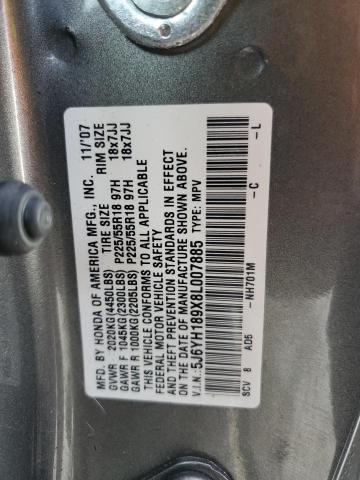 MFD. BY HONDA OF AMERICA MFG., INC. 11/'07
TIRE SIZE RIM SIZE
GVWR 2020KG(4450LBS)
GAWR F 1045KG(2300LBS) P225/55R18 97H 18x7JJ
GAWR R 1000KG(2205LBS) P225/55R18 97H 18x7JJ
THIS VEHICLE CONFORMS TO ALL APPLICABLE
FEDERAL MOTOR VEHICLE SAFETY
AND THEFT PREVENTION STANDARDS IN EFFECT
ON THE DATE OF MANUFACTURE SHOWN ABOVE.
V.I.N.: 5J6YH189X8L007885 TYPE: MPV
SCV 8 AD6 -NH701M -C -L